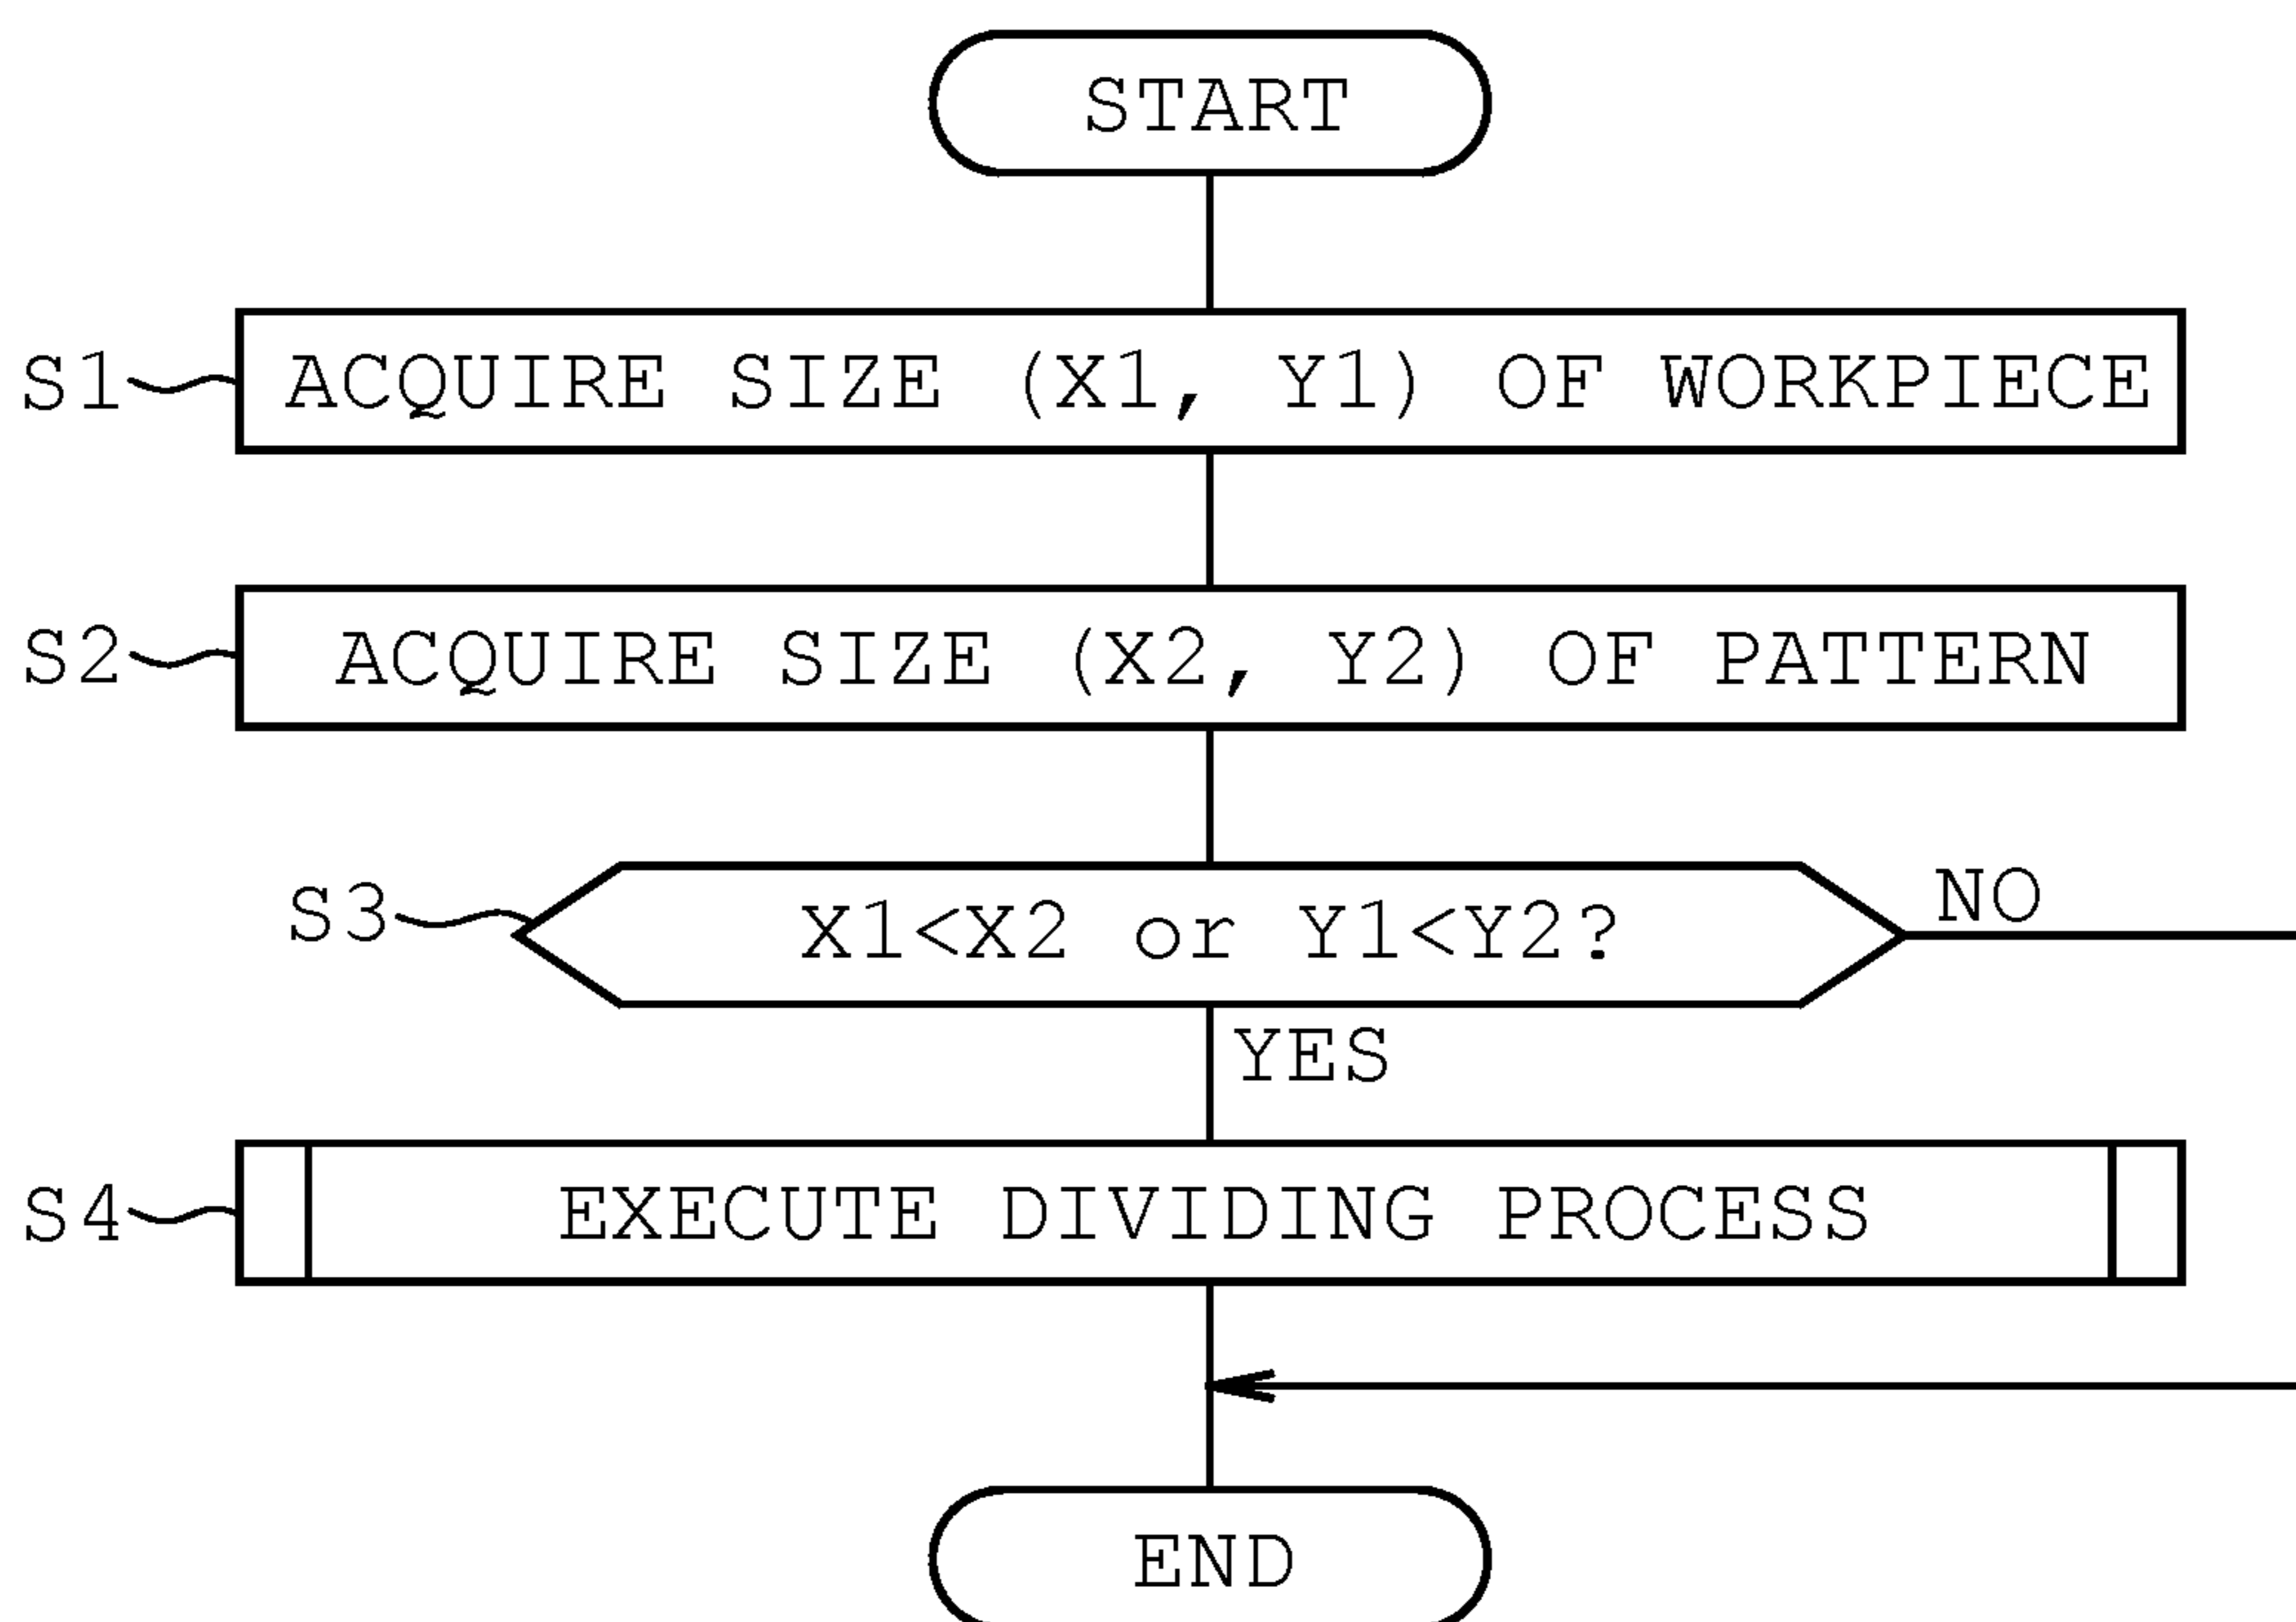 START
S1 ACQUIRE SIZE (X1, Y1) OF WORKPIECE
S2 ACQUIRE SIZE (X2, Y2) OF PATTERN
S3 X1<X2 or Y1<Y2? NO
YES
S4 EXECUTE DIVIDING PROCESS
END